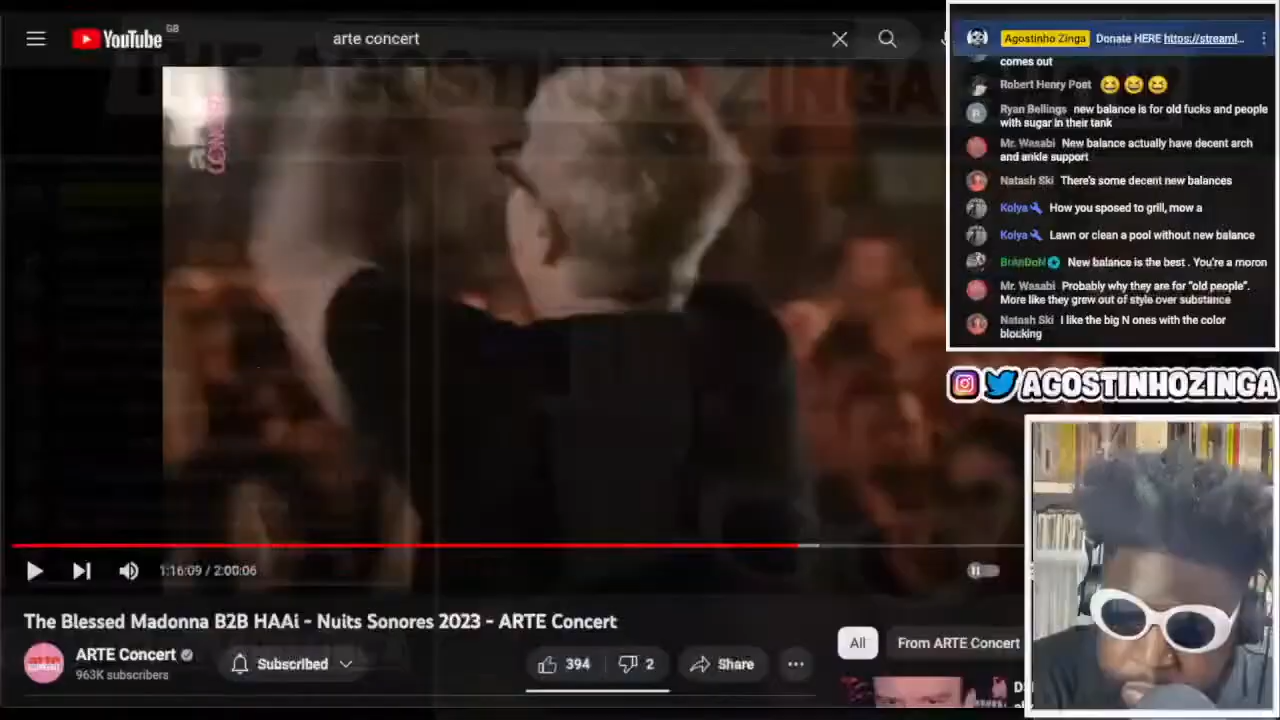 YouTube GB
arte concert
CONCERT
1:16:09 / 2:00:06
The Blessed Madonna B2B HAAi - Nuits Sonores 2023 - ARTE Concert
ARTE Concert
963K subscribers
Subscribed
394
2
Share
All
From ARTE Concert
Agostinho Zinga Donate HERE https://streaml...
comes out
Robert Henry Poet 😆😆😆
Ryan Bellings new balance is for old fucks and people
with sugar in their tank
Mr. Wasabi New balance actually have decent arch
and ankle support
Natash Ski There's some decent new balances
Kolya How you sposed to grill, mow a
Kolya Lawn or clean a pool without new balance
BranDoN New balance is the best . You're a moron
Mr. Wasabi Probably why they are for "old people".
More like they grew out of style over substance
Natash Ski I like the big N ones with the color
blocking
AGOSTINHOZINGA